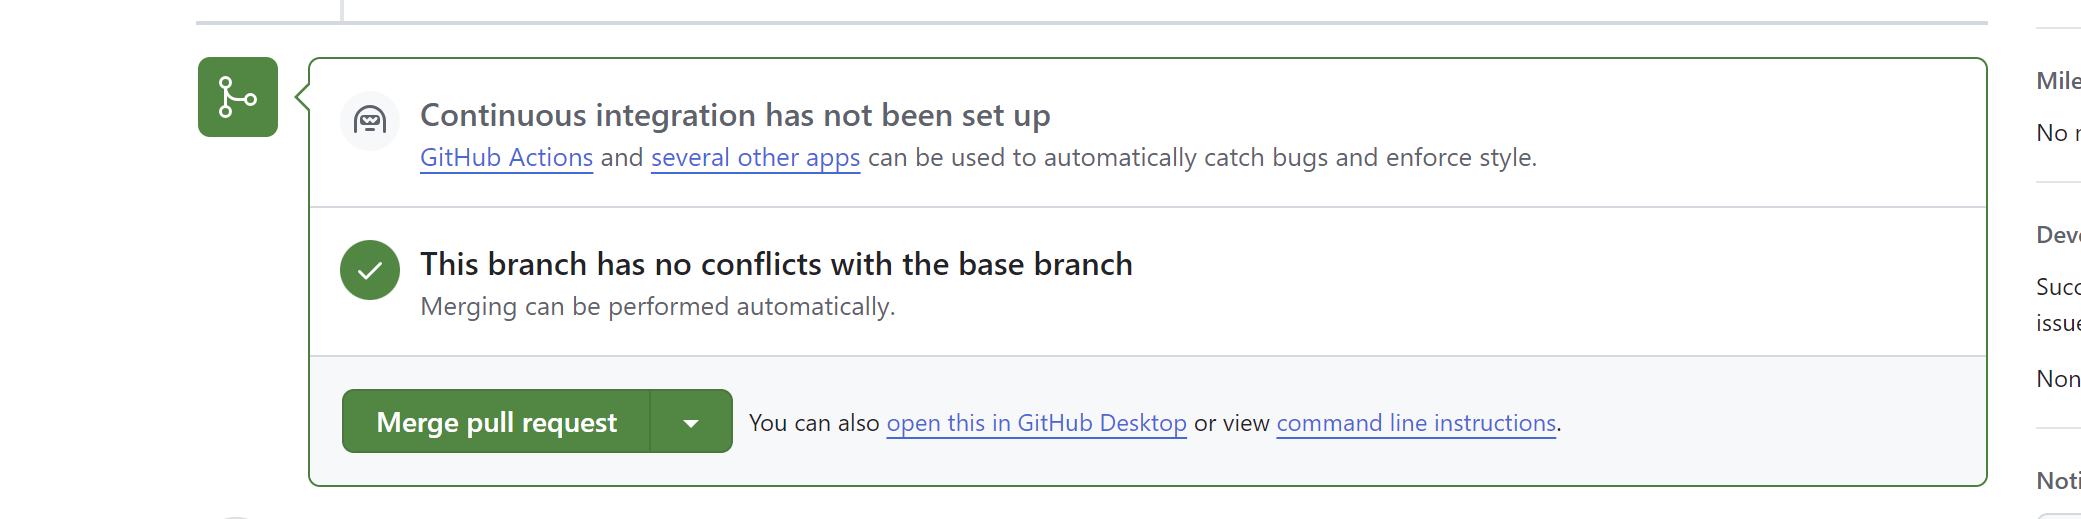 Continuous integration has not been set up
GitHub Actions and several other apps can be used to automatically catch bugs and enforce style.
This branch has no conflicts with the base branch
Merging can be performed automatically.
Merge pull request
You can also open this in GitHub Desktop or view command line instructions.
No